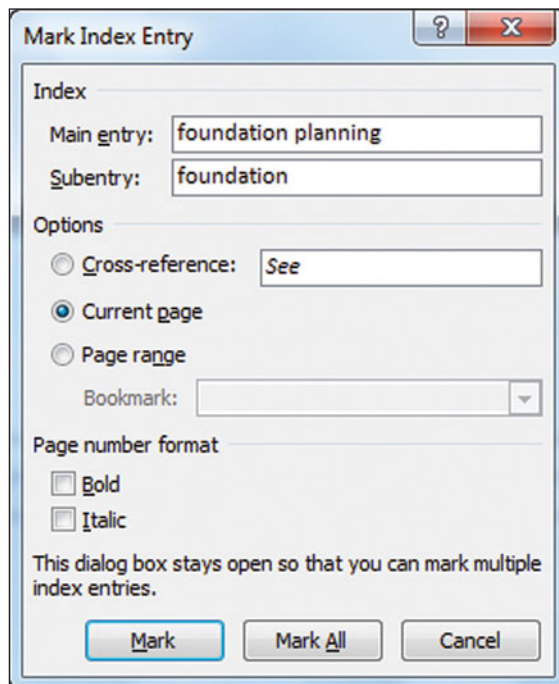 Mark Index Entry
Index
Main entry: foundation planning
Subentry: foundation
Options
Cross-reference: See
Current page
Page range
Bookmark:
Page number format
Bold
Italic
This dialog box stays open so that you can mark multiple
index entries.
Mark Mark All Cancel